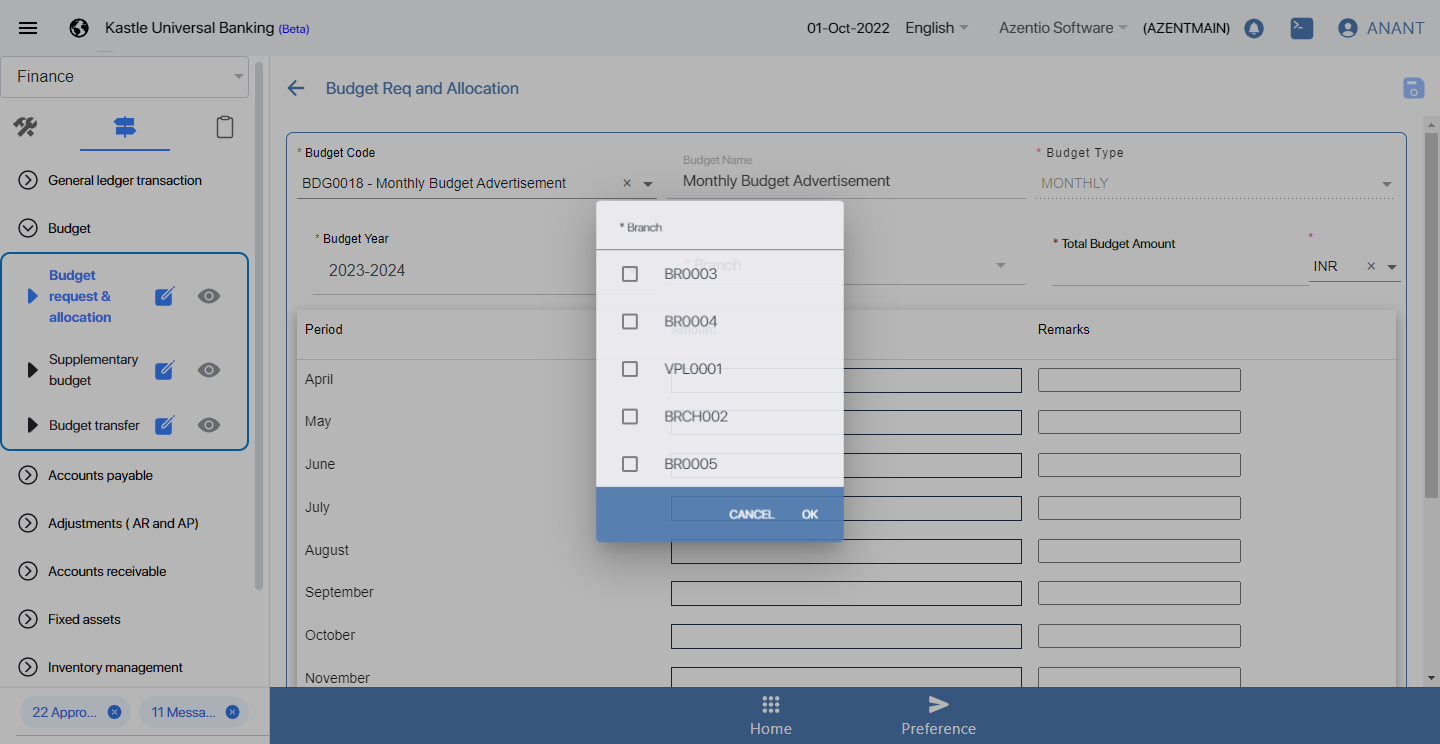 Kastle Universal Banking (Beta)
01-Oct-2022
English
Azentio Software
(AZENTMAIN)
ANANT
Finance
General ledger transaction
Budget
Budget
request &
allocation
Supplementary
budget
Budget transfer
Accounts payable
Adjustments ( AR and AP)
Accounts receivable
Fixed assets
Inventory management
22 Appro...
11 Messa...
Budget Req and Allocation
* Budget Code
BDG0018 - Monthly Budget Advertisement
Budget Name
Monthly Budget Advertisement
* Budget Type
MONTHLY
* Budget Year
2023-2024
* Branch
* Total Budget Amount
*
INR
Period
Amount
Remarks
April
May
June
July
August
September
October
November
* Branch
BR0003
BR0004
VPL0001
BRCH002
BR0005
CANCEL
OK
Home
Preference